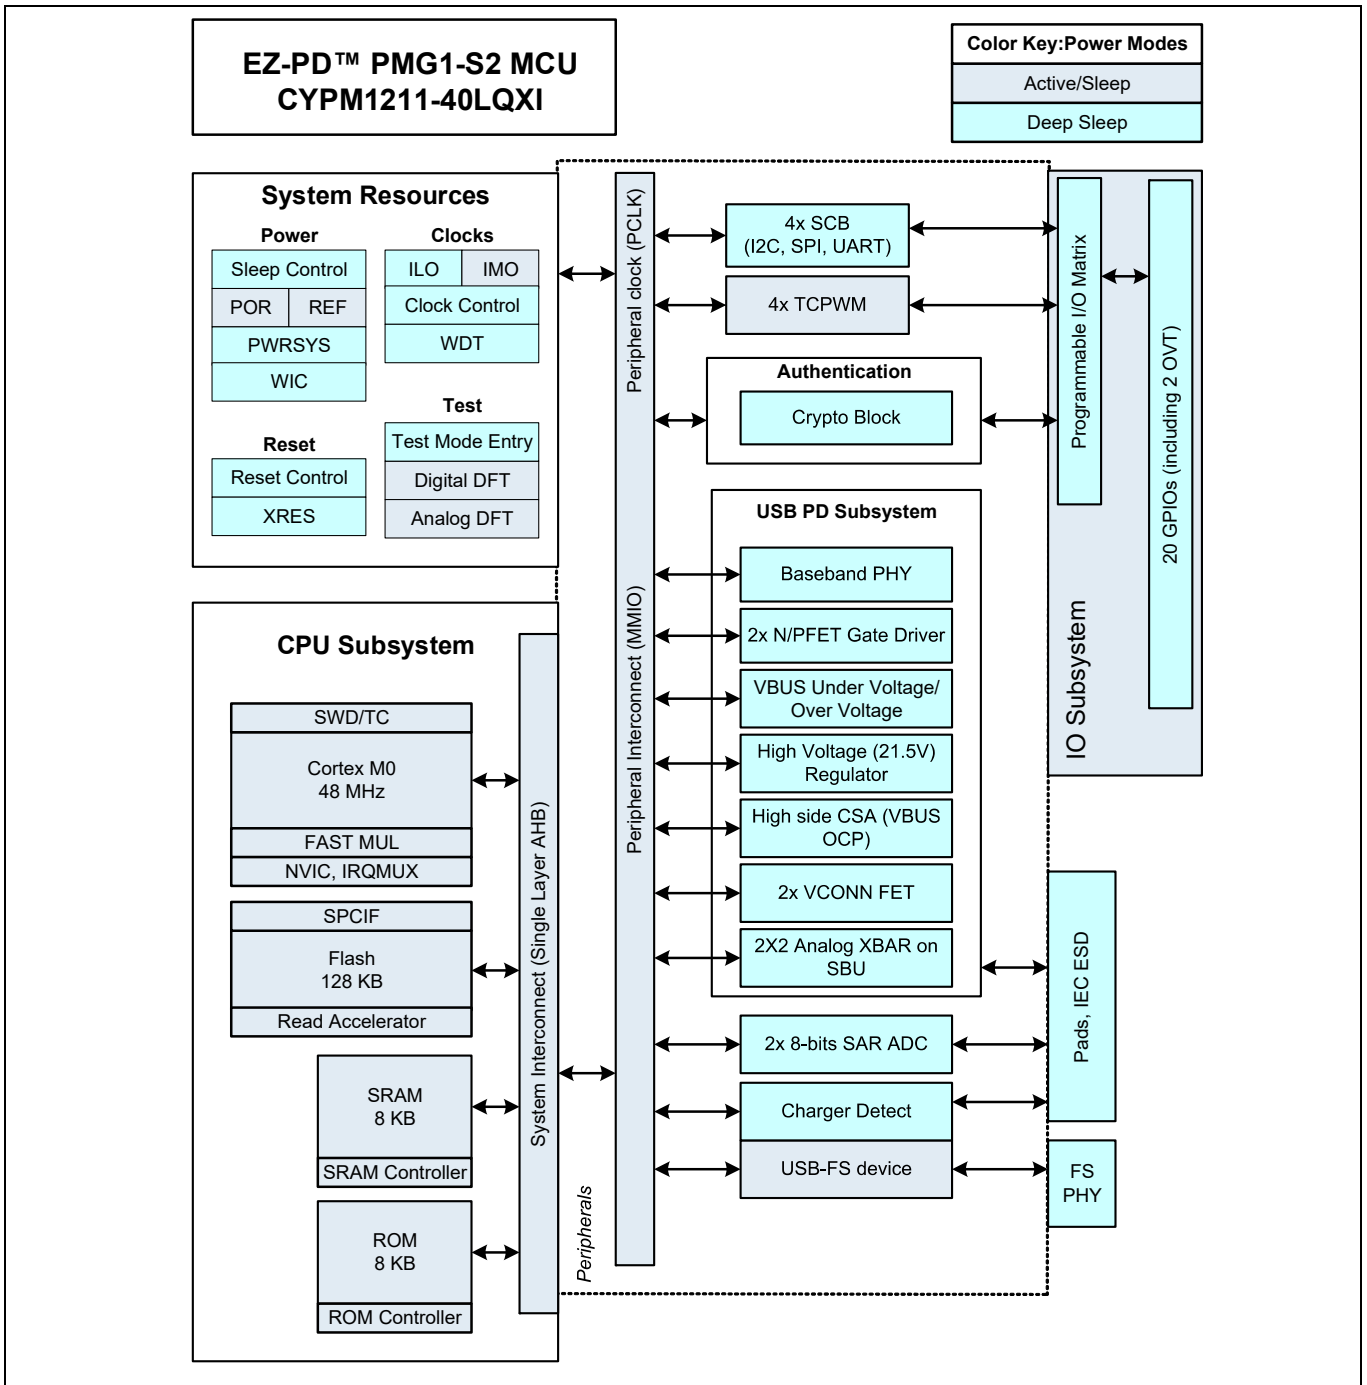 EZ-PD™ PMG1-S2 MCU
CYPM1211-40LQXI
Color Key:Power Modes
Active/Sleep
Deep Sleep
System Resources
Power
Sleep Control
POR
REF
PWRSYS
WIC
Clocks
ILO
IMO
Clock Control
WDT
Reset
Reset Control
XRES
Test
Test Mode Entry
Digital DFT
Analog DFT
CPU Subsystem
SWD/TC
Cortex M0
48 MHz
FAST MUL
NVIC, IRQMUX
SPCIF
Flash
128 KB
Read Accelerator
SRAM
8 KB
SRAM Controller
ROM
8 KB
ROM Controller
System Interconnect (Single Layer AHB)
Peripherals
Peripheral clock (PCLK)
Peripheral Interconnect (MMIO)
4x SCB
(I2C, SPI, UART)
4x TCPWM
Authentication
Crypto Block
USB PD Subsystem
Baseband PHY
2x N/PFET Gate Driver
VBUS Under Voltage/
Over Voltage
High Voltage (21.5V)
Regulator
High side CSA (VBUS
OCP)
2x VCONN FET
2X2 Analog XBAR on
SBU
2x 8-bits SAR ADC
Charger Detect
USB-FS device
Programmable I/O Matrix
20 GPIOs (including 2 OVT)
IO Subsystem
Pads, IEC ESD
FS
PHY